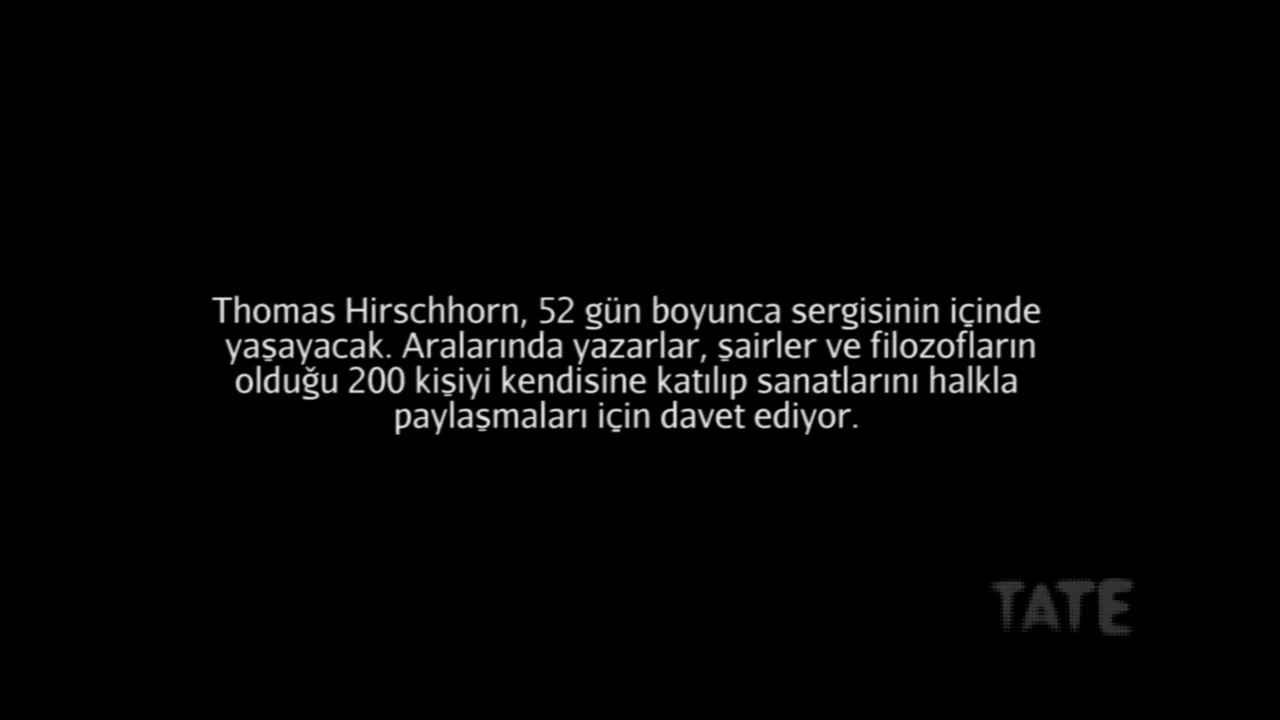 Thomas Hirschhorn, 52 gün boyunca sergisinin içinde
yaşayacak. Aralarında yazarlar, şairler ve filozofların
olduğu 200 kişiyi kendisine katılıp sanatlarını halkla
paylaşmaları için davet ediyor.
TATE